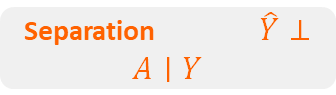 Separation Ŷ ⊥
A | Y